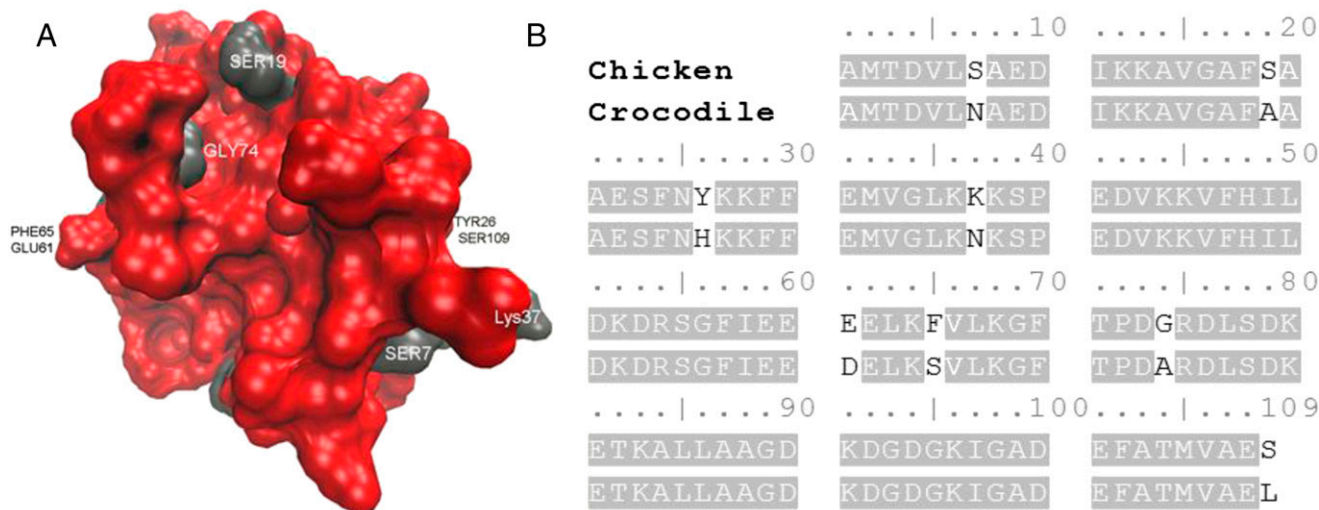 A
SER19
GLY74
PHE65
GLU61
TYR26
SER109
Lys37
SER7
B
....|....10 ....|....20
Chicken AMTDVLSAED IKKAVGAFSA
Crocodile AMTDVLNAED IKKAVGAFAA
....|....30 ....|....40 ....|....50
AESFNYKKFF EMVGLKKKSP EDVKKVFHIL
AESFNHKKFF EMVGLKNKSP EDVKKVFHIL
....|....60 ....|....70 ....|....80
DKDRSGFIEE EELKFVLKGF TPDGRDLSDK
DKDRSGFIEE DELKSVLKGF TPDARDLSDK
....|....90 ....|....100 ....|...109
ETKALLAAGD KDGDGKIGAD EFATMVAES
ETKALLAAGD KDGDGKIGAD EFATMVAEL